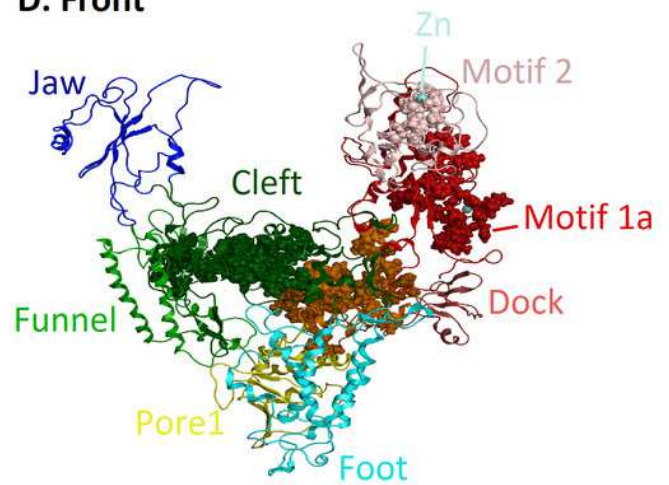 D. Front
Zn
Jaw
Motif 2
Cleft
Motif 1a
Dock
Funnel
Pore1
Foot